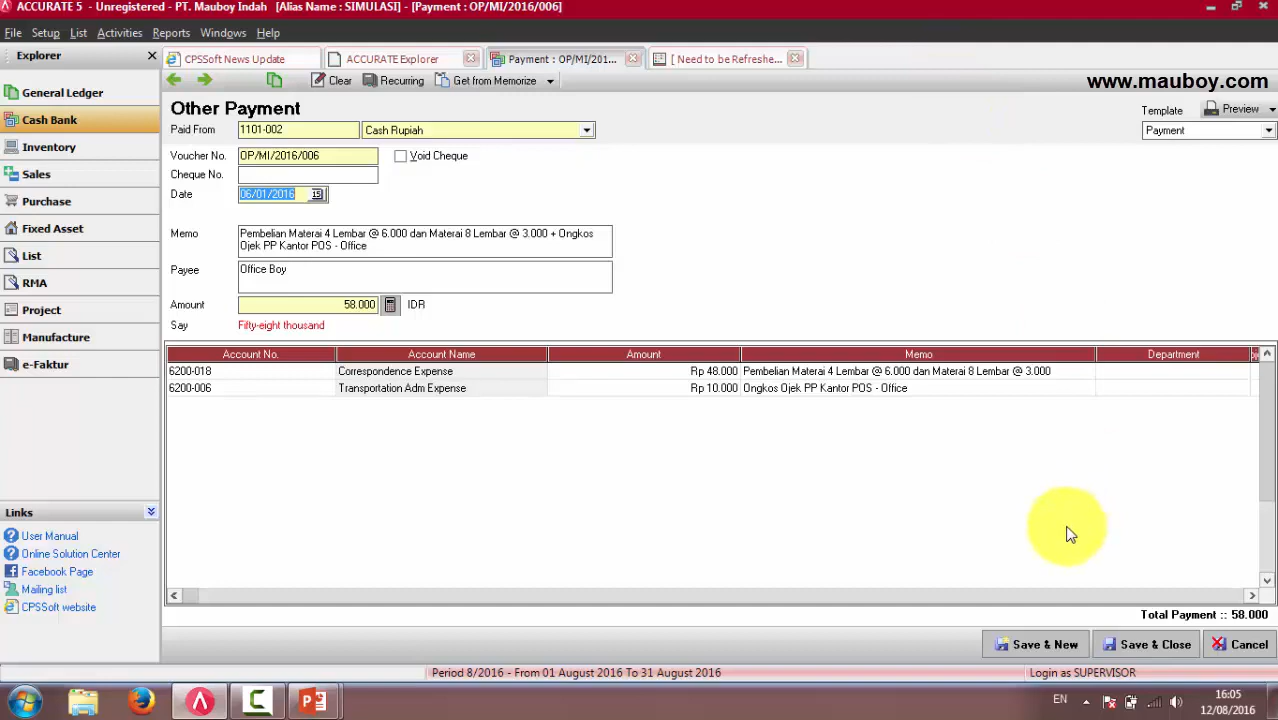 ACCURATE 5 - Unregistered - PT. Mauboy Indah [Alias Name : SIMULASI] - [Payment : OP/MI/2016/006]
File Setup List Activities Reports Windows Help
Explorer
CPSSoft News Update
ACCURATE Explorer
Payment : OP/MI/201...
[ Need to be Refreshe...
Clear
Recurring
Get from Memorize
www.mauboy.com
General Ledger
Cash Bank
Inventory
Sales
Purchase
Fixed Asset
List
RMA
Project
Manufacture
e-Faktur
Other Payment
Template
Preview
Payment
Paid From 1101-002 Cash Rupiah
Voucher No. OP/MI/2016/006 Void Cheque
Cheque No.
Date 06/01/2016 15
Memo Pembelian Materai 4 Lembar @ 6.000 dan Materai 8 Lembar @ 3.000 + Ongkos
Ojek PP Kantor POS - Office
Payee Office Boy
Amount 58.000 IDR
Say Fifty-eight thousand
Account No. Account Name Amount Memo Department
6200-018 Correspondence Expense Rp 48.000 Pembelian Materai 4 Lembar @ 6.000 dan Materai 8 Lembar @ 3.000
6200-006 Transportation Adm Expense Rp 10.000 Ongkos Ojek PP Kantor POS - Office
Links
User Manual
Online Solution Center
Facebook Page
Mailing list
CPSSoft website
Total Payment :: 58.000
Save & New Save & Close Cancel
Period 8/2016 - From 01 August 2016 To 31 August 2016 Login as SUPERVISOR
EN
16:05
12/08/2016